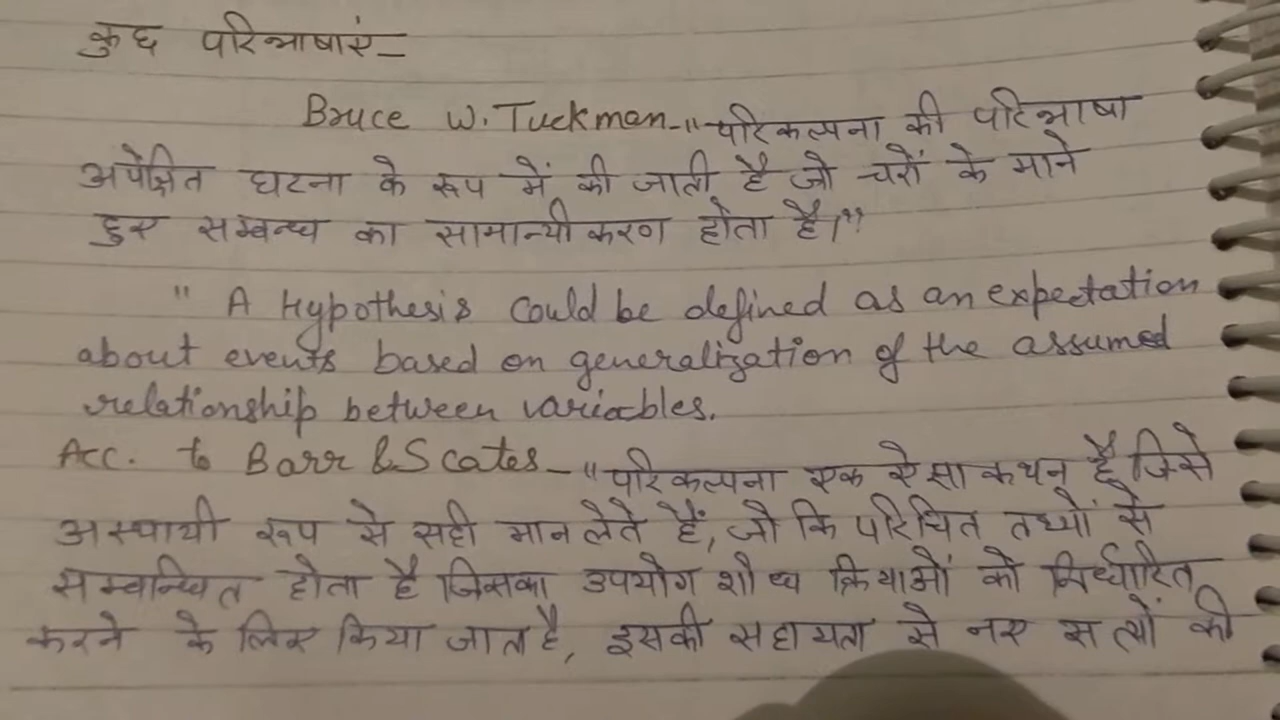 कुछ परिभाषाएं-
Bruce W. Tuckman-"परिकल्पना की परिभाषा
अपेक्षित घटना के रूप में की जाती है जो चरों के माने
हुए सम्बन्ध का सामान्यीकरण होता है।"
" A Hypothesis could be defined as an expectation
about events based on generalization of the assumed
relationship between variables.
Acc. to Barr & Scates-"परिकल्पना एक ऐसा कथन है जिसे
अस्थायी रूप से सही मान लेते हैं, जो कि परिचित तथ्यों से
सम्बन्धित होता है जिसका उपयोग शोध क्रियाओं को निर्धारित
करने के लिए किया जाता है, इसकी सहायता से नए सत्यों की